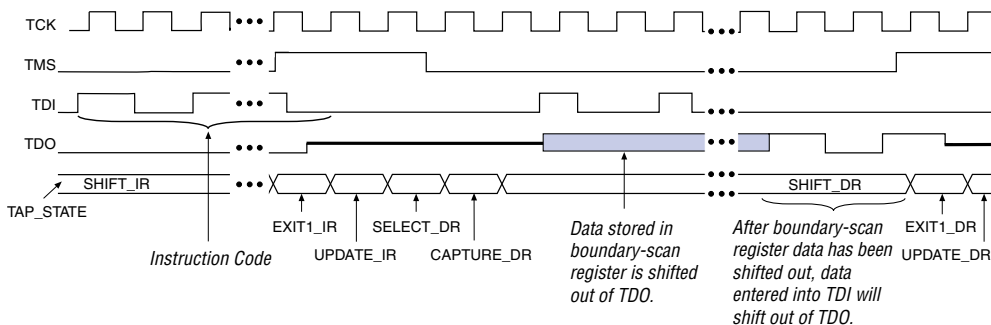 TCK
TMS
TDI
TDO
SHIFT_IR
SHIFT_DR
TAP_STATE
EXIT1_IR
SELECT_DR
EXIT1_DR
UPDATE_IR
CAPTURE_DR
UPDATE_DR
Instruction Code
Data stored in
boundary-scan
register is shifted
out of TDO.
After boundary-scan
register data has been
shifted out, data
entered into TDI will
shift out of TDO.